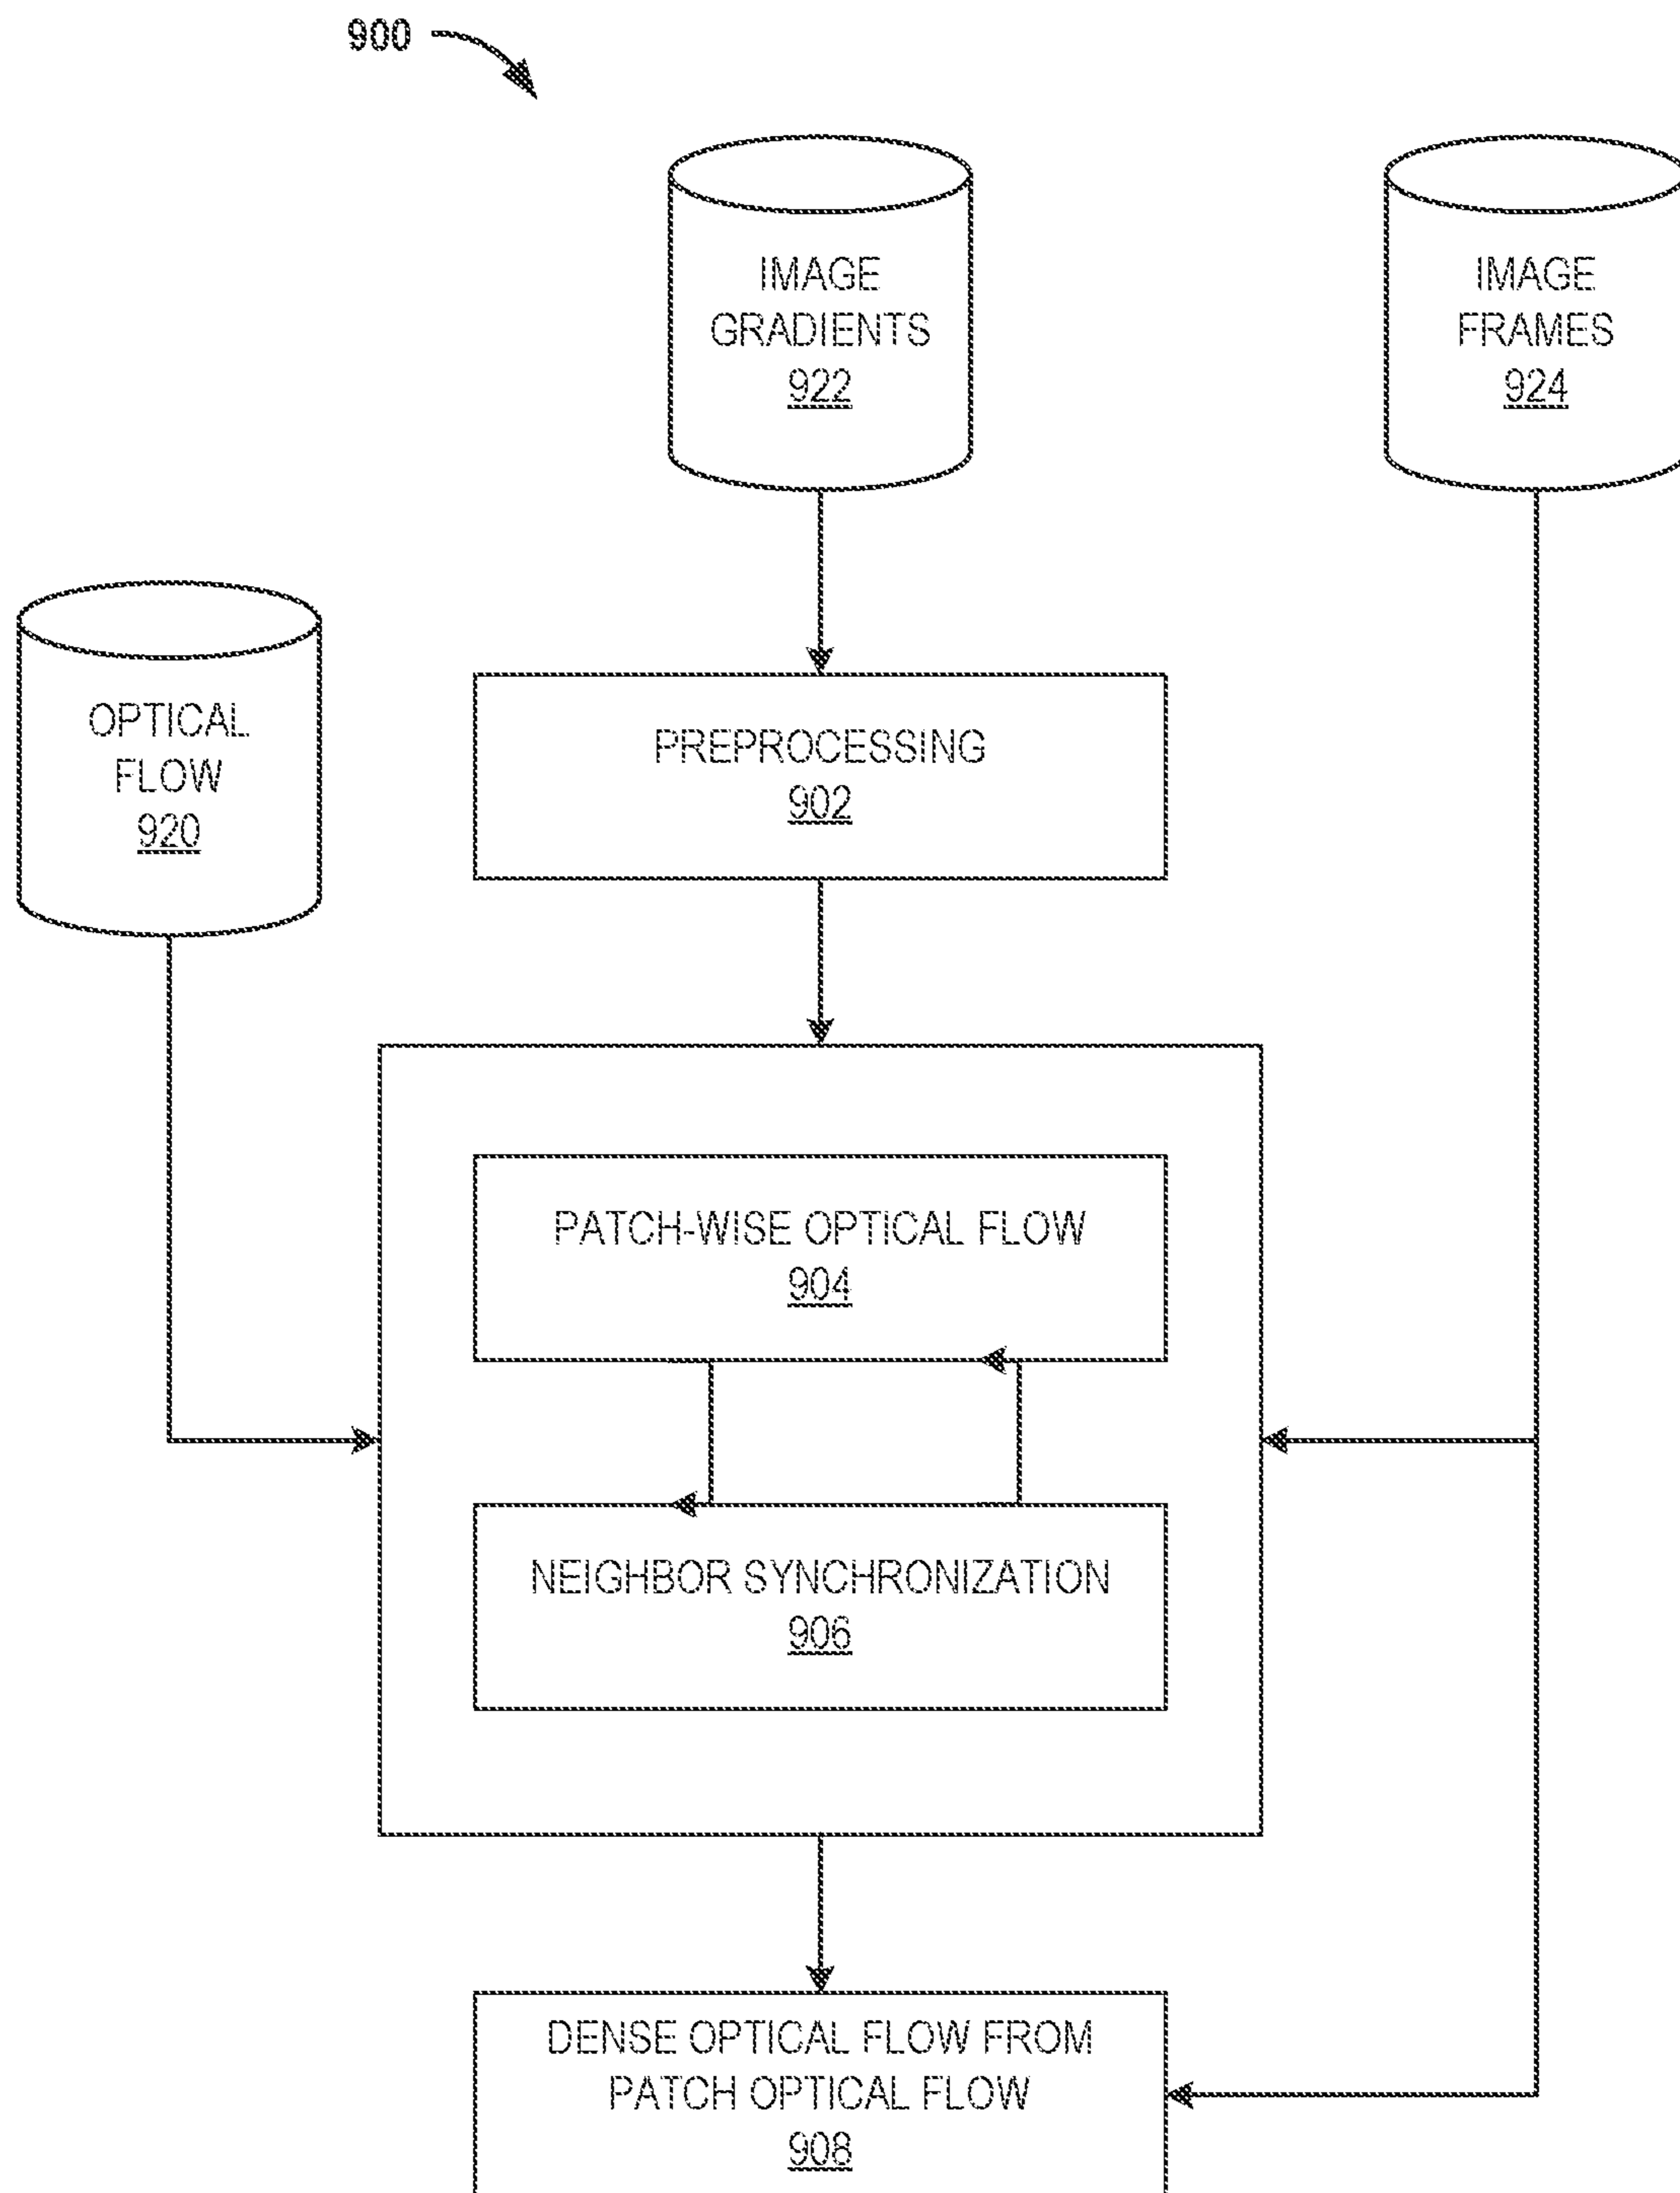 900
IMAGE
GRADIENTS
922
IMAGE
FRAMES
924
OPTICAL
FLOW
920
PREPROCESSING
902
PATCH-WISE OPTICAL FLOW
904
NEIGHBOR SYNCHRONIZATION
906
DENSE OPTICAL FLOW FROM
PATCH OPTICAL FLOW
908